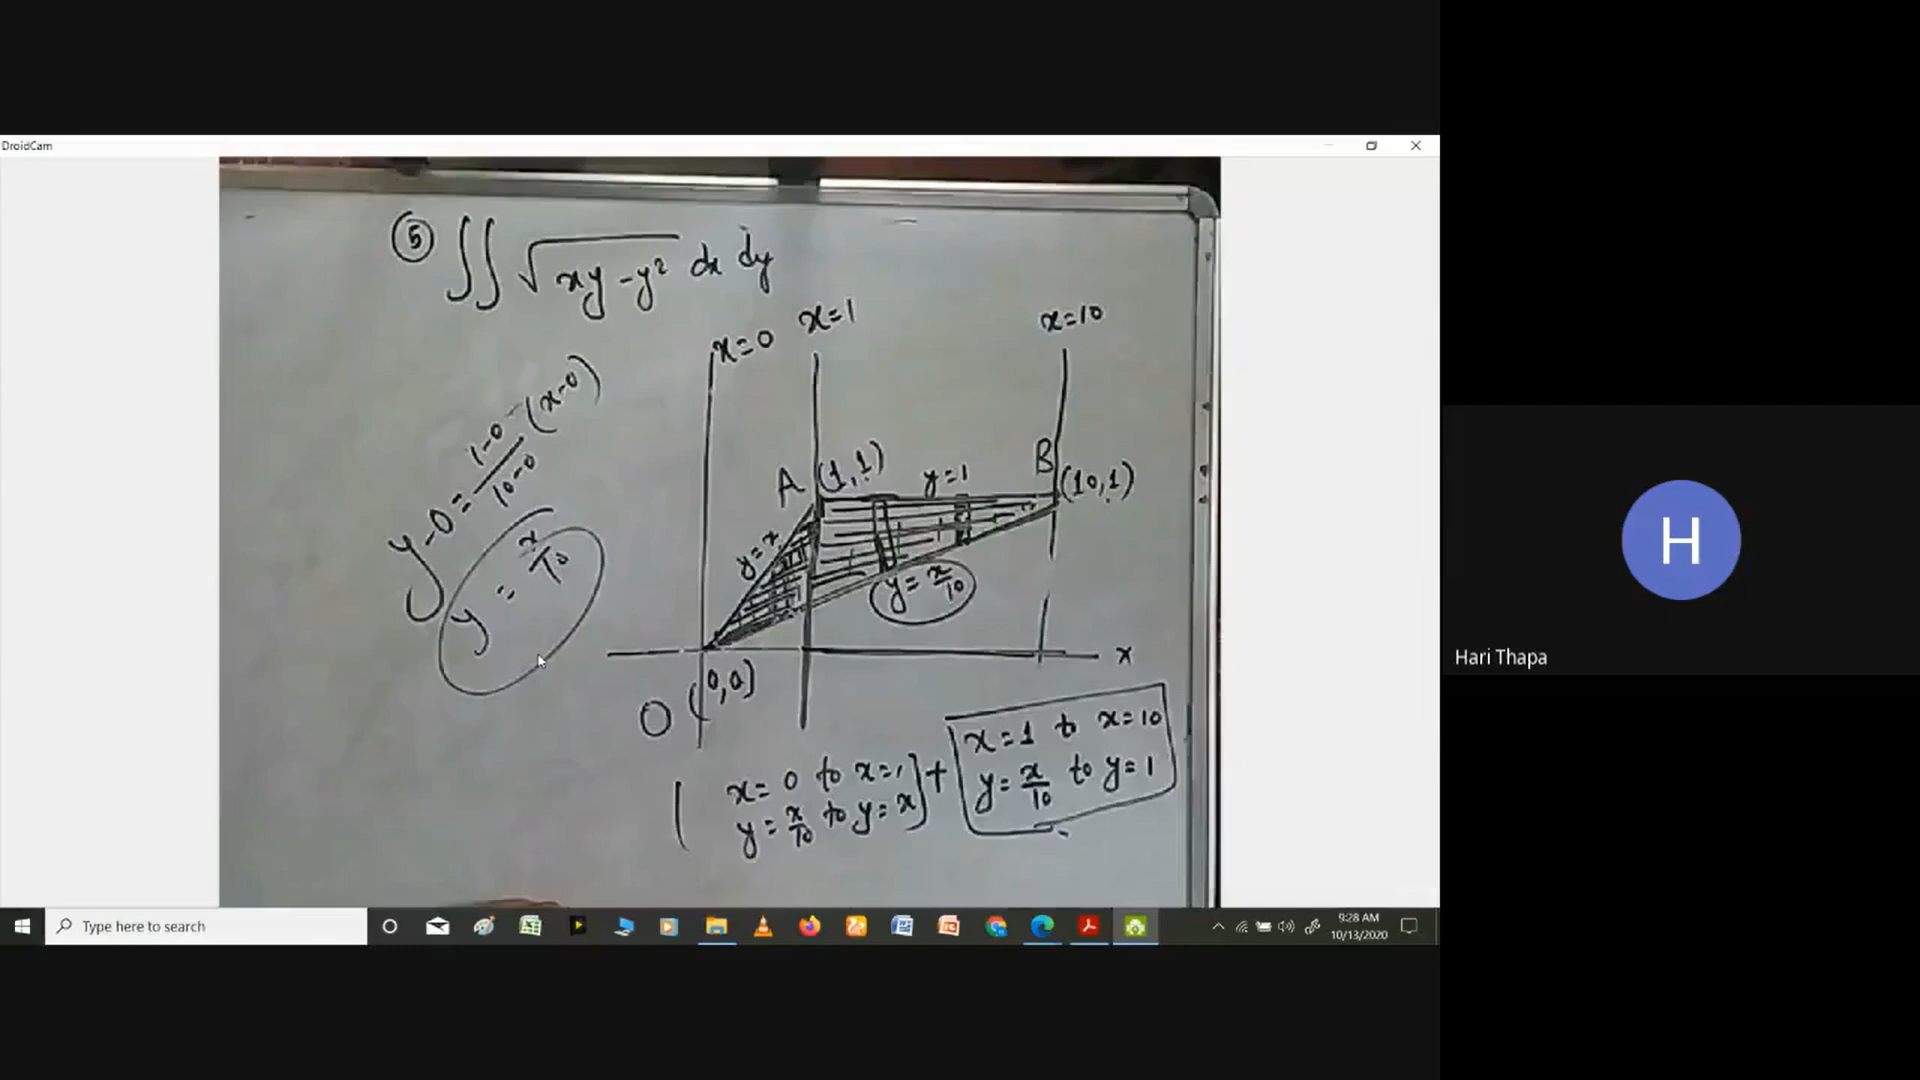 DroidCam
⑤ ∫∫ √(xy-y²) dx dy
x=0
x=1
x=10
y-0 = 1-0/10-0 (x-0)
y = x/10
A (1,1)
y=1
B (10,1)
y=x
y = x/10
x
O (0,0)
x=0 to x=1
y = x/10 to y=x
+
x=1 to x=10
y = x/10 to y=1
H
Hari Thapa
Type here to search
9:28 AM
10/13/2020